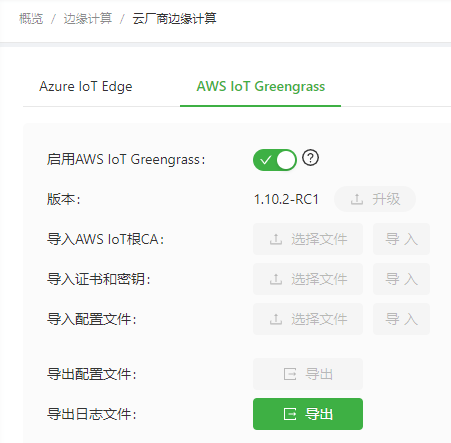 概览 / 边缘计算 / 云厂商边缘计算
Azure IoT Edge AWS IoT Greengrass
启用AWS IoT Greengrass：
版本： 1.10.2-RC1 升级
导入AWS IoT根CA： 选择文件 导 入
导入证书和密钥： 选择文件 导 入
导入配置文件： 选择文件 导 入
导出配置文件： 导出
导出日志文件： 导出